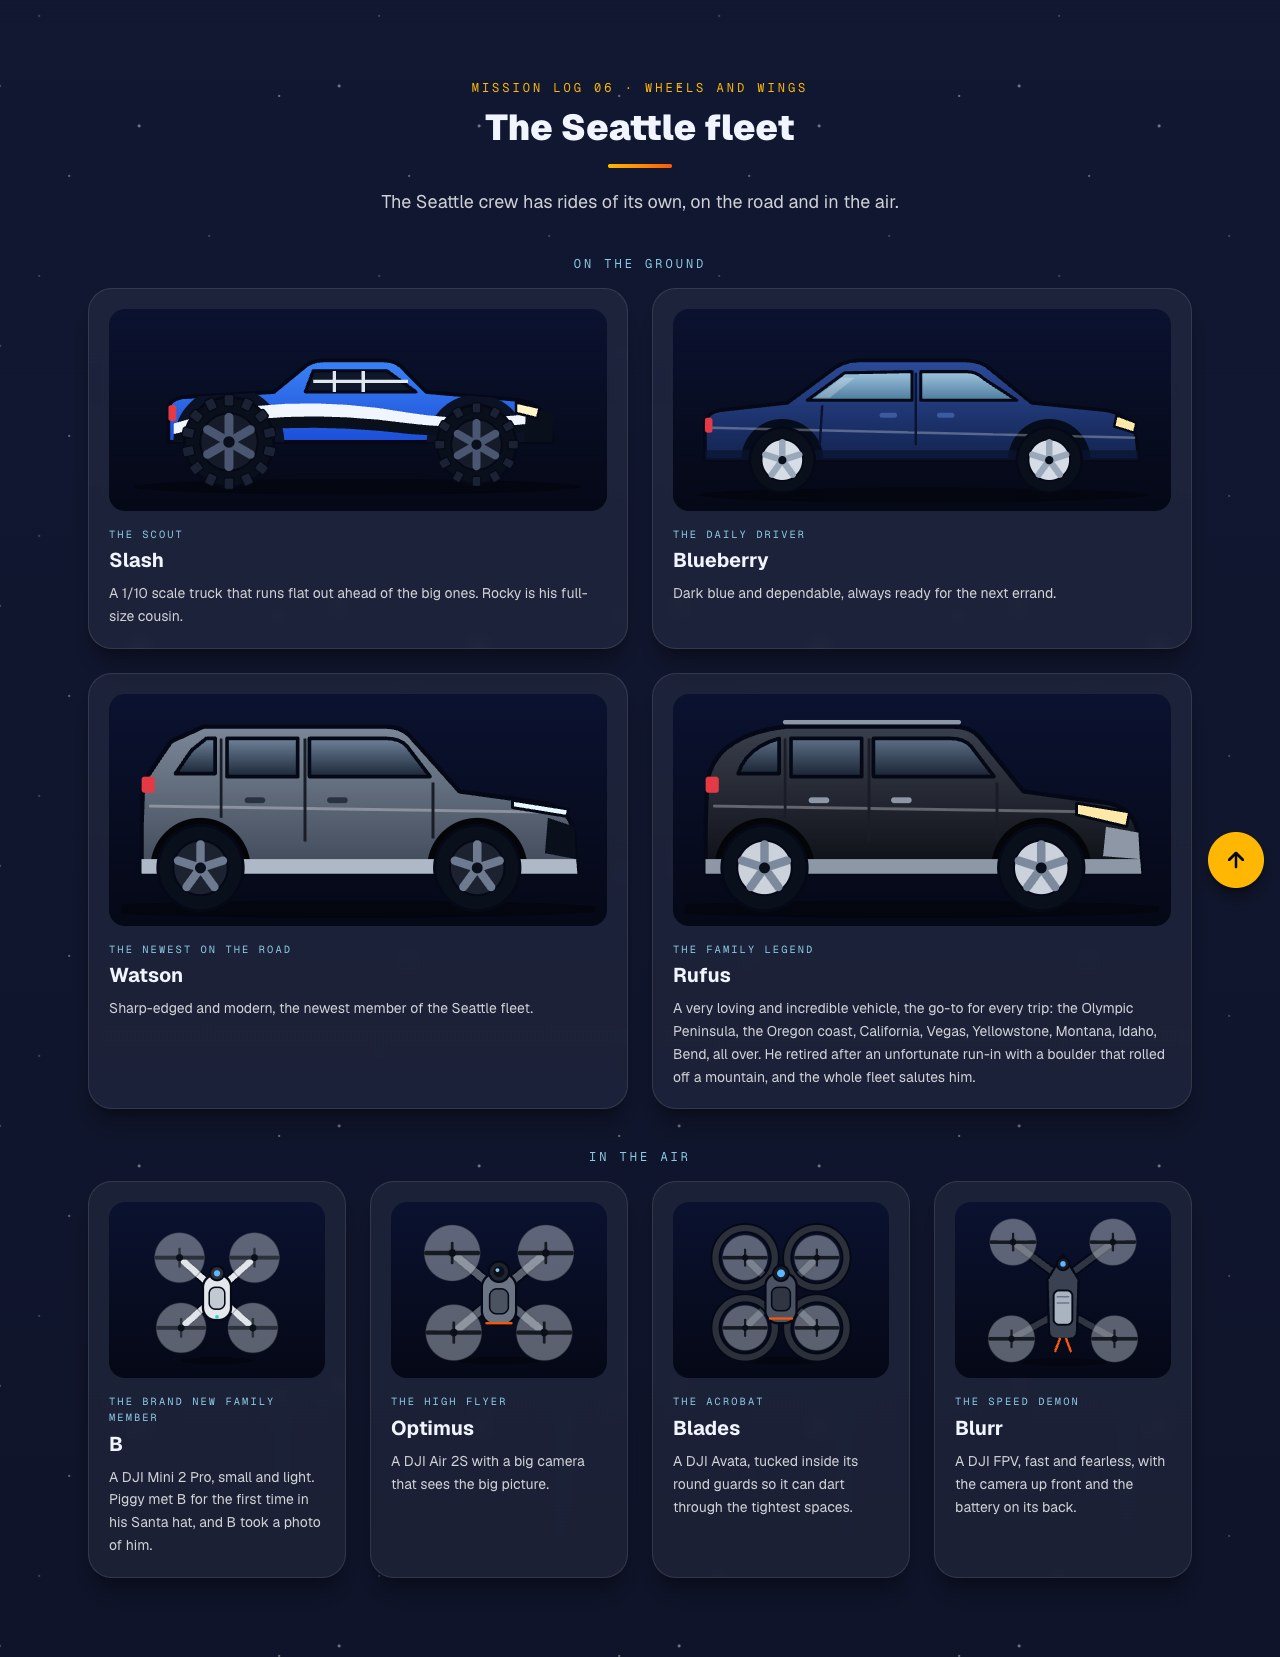 MISSION LOG 06 · WHEELS AND WINGS
The Seattle fleet
The Seattle crew has rides of its own, on the road and in the air.
ON THE GROUND
THE SCOUT
Slash
A 1/10 scale truck that runs flat out ahead of the big ones. Rocky is his full-
size cousin.
THE DAILY DRIVER
Blueberry
Dark blue and dependable, always ready for the next errand.
THE NEWEST ON THE ROAD
Watson
Sharp-edged and modern, the newest member of the Seattle fleet.
THE FAMILY LEGEND
Rufus
A very loving and incredible vehicle, the go-to for every trip: the Olympic
Peninsula, the Oregon coast, California, Vegas, Yellowstone, Montana, Idaho,
Bend, all over. He retired after an unfortunate run-in with a boulder that rolled
off a mountain, and the whole fleet salutes him.
IN THE AIR
THE BRAND NEW FAMILY
MEMBER
B
A DJI Mini 2 Pro, small and light.
Piggy met B for the first time in
his Santa hat, and B took a photo
of him.
THE HIGH FLYER
Optimus
A DJI Air 2S with a big camera
that sees the big picture.
THE ACROBAT
Blades
A DJI Avata, tucked inside its
round guards so it can dart
through the tightest spaces.
THE SPEED DEMON
Blurr
A DJI FPV, fast and fearless, with
the camera up front and the
battery on its back.